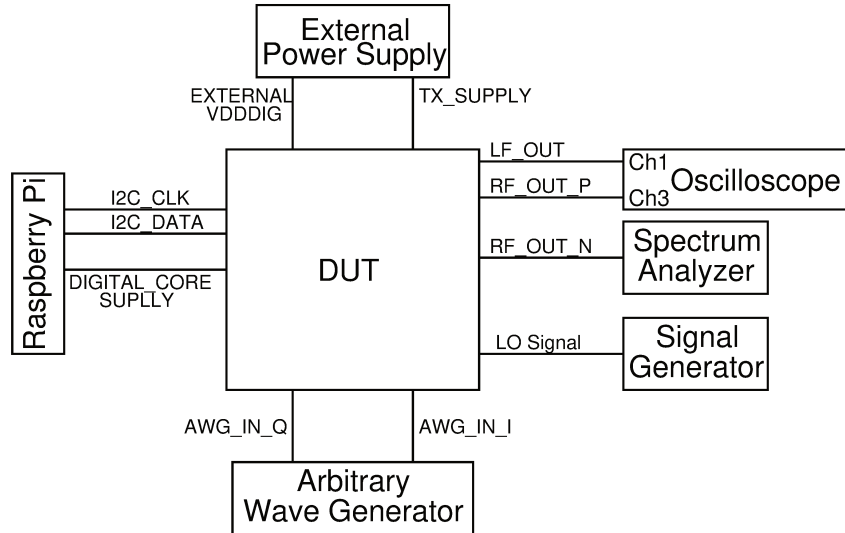 External
Power Supply
EXTERNAL
VDDDIG
TX_SUPPLY
LF_OUT
RF_OUT_P
Ch1
Ch3
Oscilloscope
Raspberry Pi
I2C_CLK
I2C_DATA
DIGITAL_CORE
SUPLLY
DUT
RF_OUT_N
Spectrum
Analyzer
LO Signal
Signal
Generator
AWG_IN_Q
AWG_IN_I
Arbitrary
Wave Generator